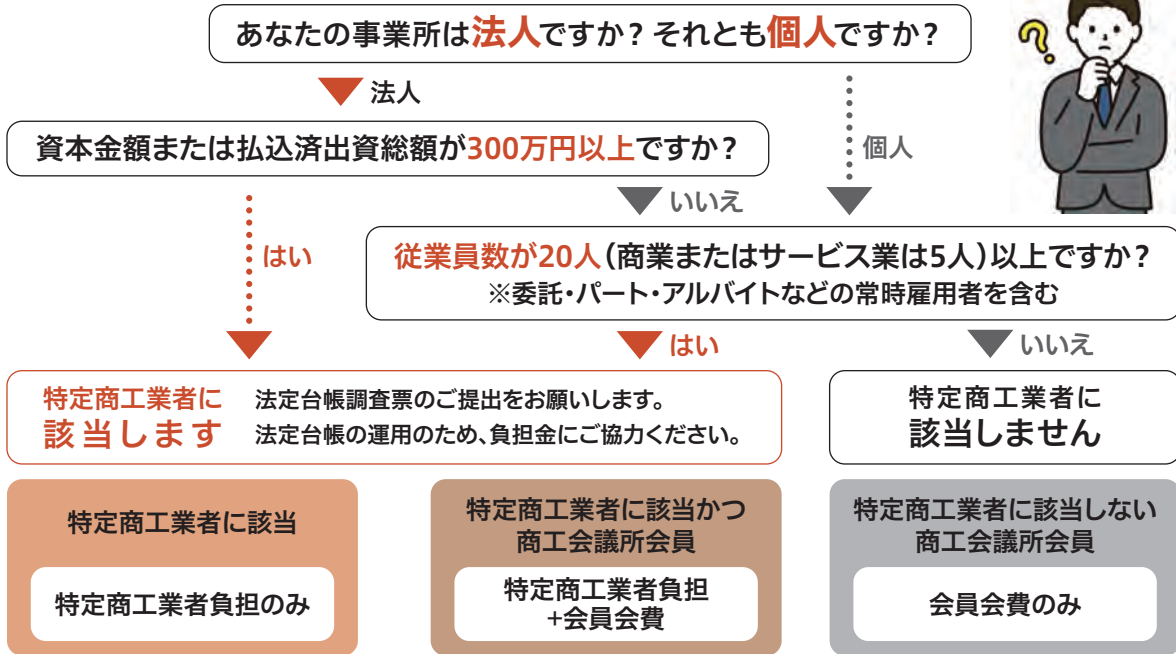 あなたの事業所は法人ですか？それとも個人ですか？
?
法人
資本金額または払込済出資総額が300万円以上ですか？
個人
いいえ
はい
従業員数が20人（商業またはサービス業は5人）以上ですか？
※委託・パート・アルバイトなどの常時雇用者を含む
はい
いいえ
特定商工業者に
該当します
法定台帳調査票のご提出をお願いします。
法定台帳の運用のため、負担金にご協力ください。
特定商工業者に
該当しません
特定商工業者に該当
特定商工業者負担のみ
特定商工業者に該当かつ
商工会議所会員
特定商工業者負担
+会員会費
特定商工業者に該当しない
商工会議所会員
会員会費のみ